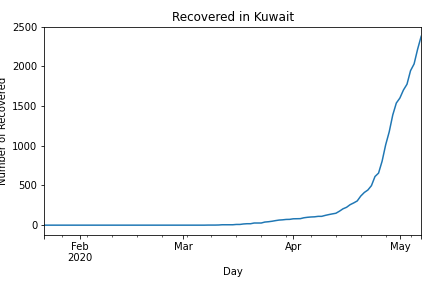 Recovered in Kuwait
Number of Recovered
2500
2000
1500
1000
500
0
Feb
2020
Mar
Apr
May
Day